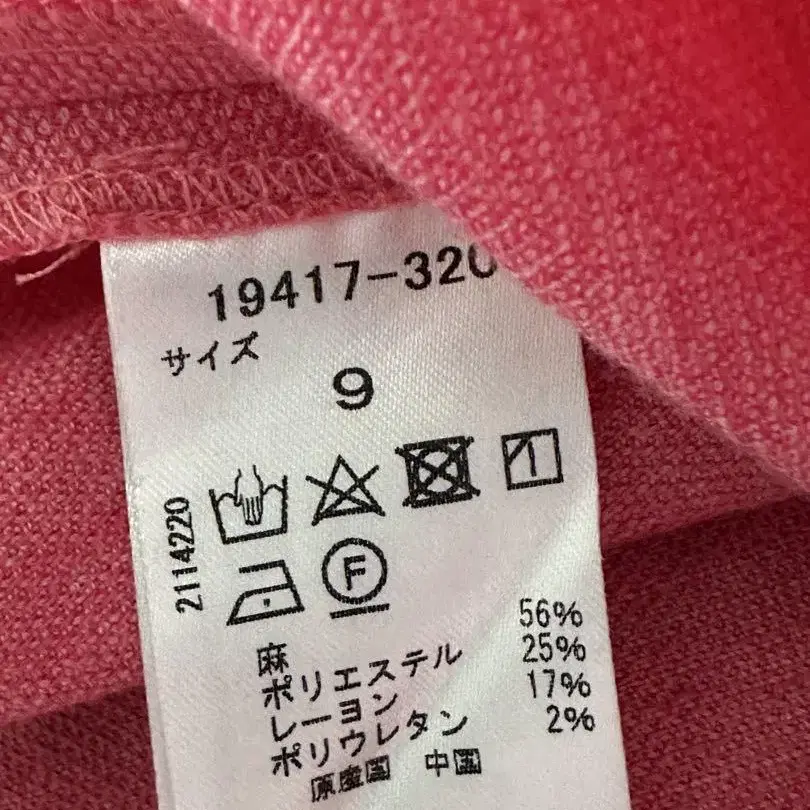 19417-320
サイズ
9
2114220
F
麻 56%
ポリエステル 25%
レーヨン 17%
ポリウレタン 2%
原産国 中国